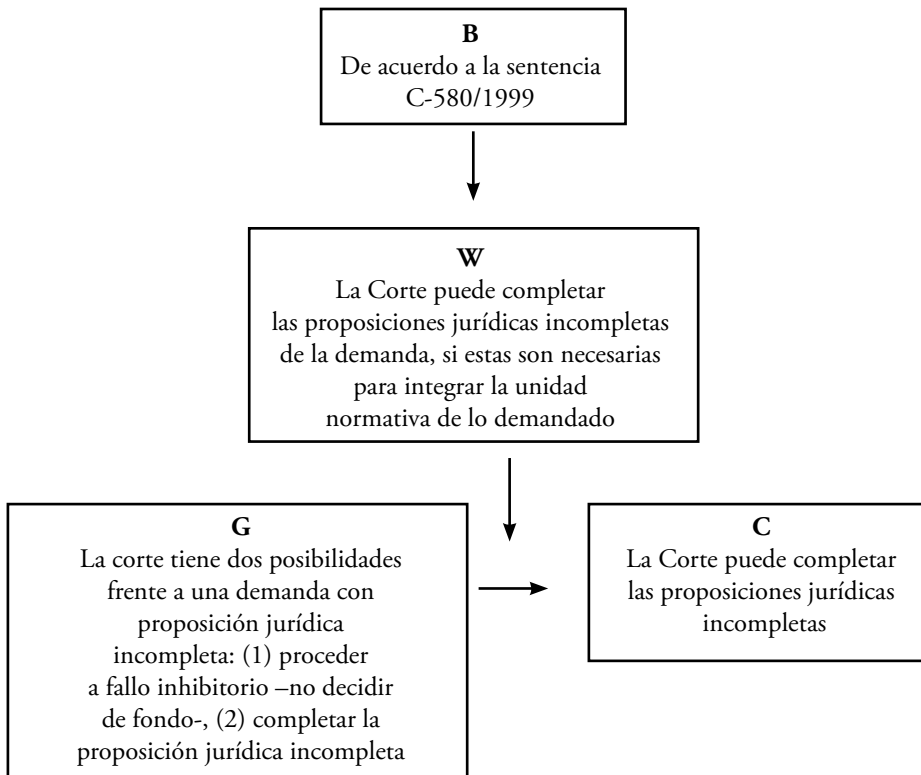 B
De acuerdo a la sentencia
C-580/1999
W
La Corte puede completar
las proposiciones jurídicas incompletas
de la demanda, si estas son necesarias
para integrar la unidad
normativa de lo demandado
G
La corte tiene dos posibilidades
frente a una demanda con
proposición jurídica
incompleta: (1) proceder
a fallo inhibitorio –no decidir
de fondo-, (2) completar la
proposición jurídica incompleta
C
La Corte puede completar
las proposiciones jurídicas
incompletas